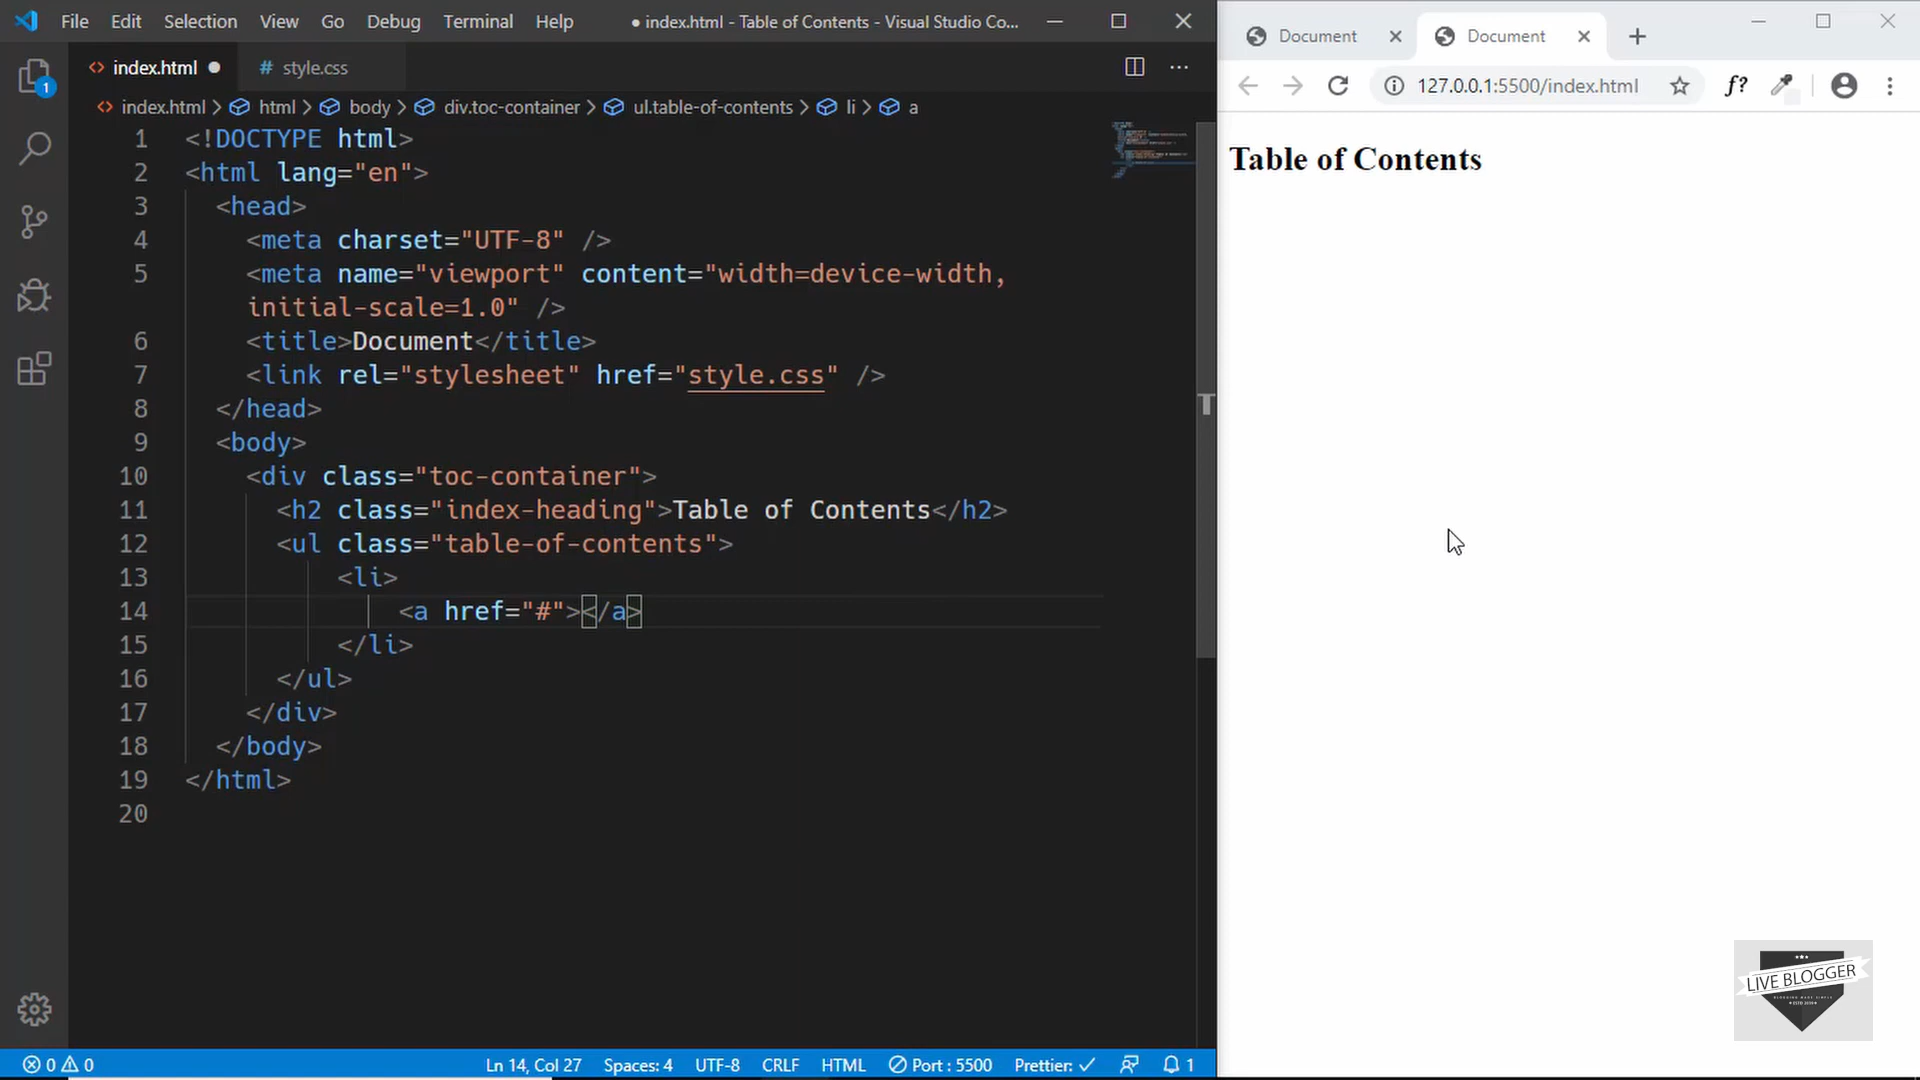 File Edit Selection View Go Debug Terminal Help ● index.html - Table of Contents - Visual Studio Co...
index.html ● # style.css
index.html > html > body > div.toc-container > ul.table-of-contents > li > a
1 <!DOCTYPE html>
2 <html lang="en">
3 <head>
4 <meta charset="UTF-8" />
5 <meta name="viewport" content="width=device-width,
initial-scale=1.0" />
6 <title>Document</title>
7 <link rel="stylesheet" href="style.css" />
8 </head>
9 <body>
10 <div class="toc-container">
11 <h2 class="index-heading">Table of Contents</h2>
12 <ul class="table-of-contents">
13 <li>
14 <a href="#"></a>
15 </li>
16 </ul>
17 </div>
18 </body>
19 </html>
20
1
0 0 Ln 14, Col 27 Spaces: 4 UTF-8 CRLF HTML Port : 5500 Prettier: ✓ 1
Document Document
127.0.0.1:5500/index.html f?
Table of Contents
LIVE BLOGGER